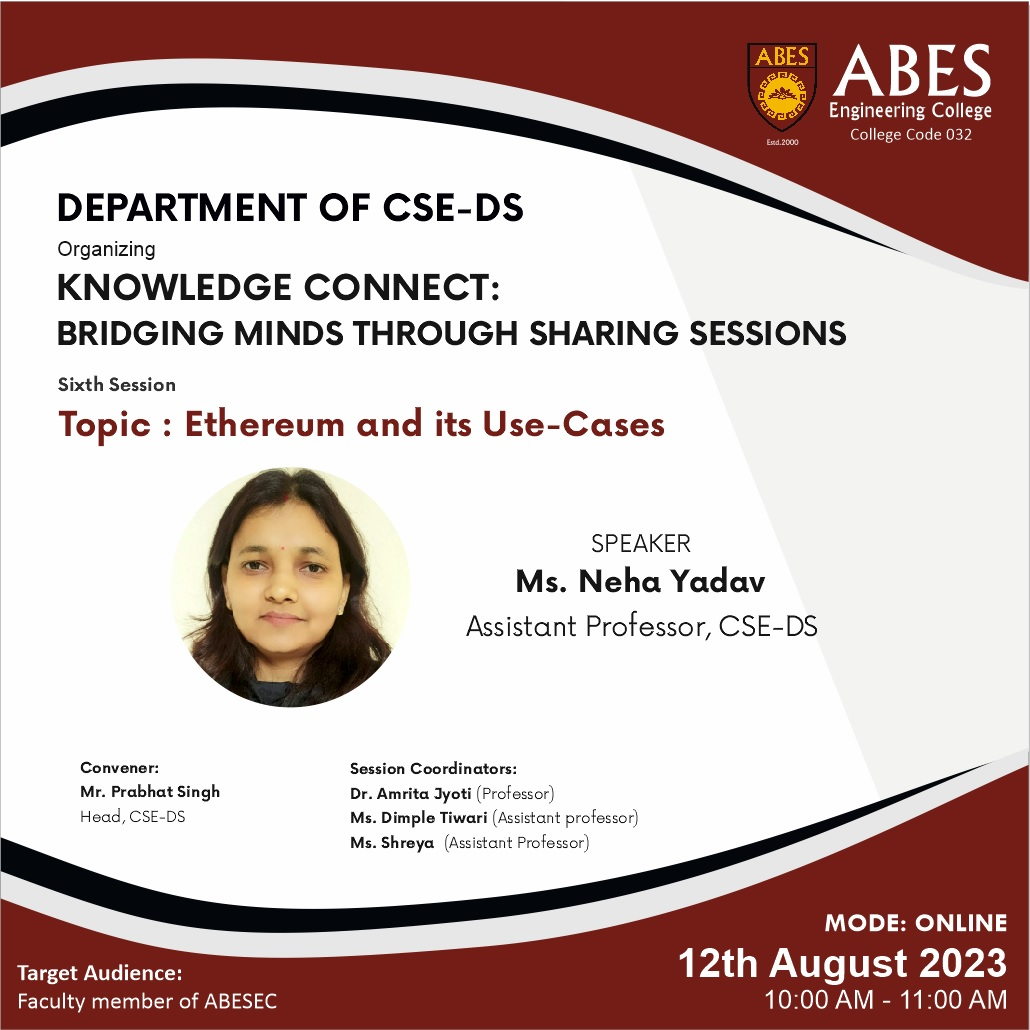 ABES
Estd.2000
ABES
Engineering College
College Code 032
DEPARTMENT OF CSE-DS
Organizing
KNOWLEDGE CONNECT:
BRIDGING MINDS THROUGH SHARING SESSIONS
Sixth Session
Topic : Ethereum and its Use-Cases
SPEAKER
Ms. Neha Yadav
Assistant Professor, CSE-DS
Convener:
Mr. Prabhat Singh
Head, CSE-DS
Session Coordinators:
Dr. Amrita Jyoti (Professor)
Ms. Dimple Tiwari (Assistant professor)
Ms. Shreya (Assistant Professor)
Target Audience:
Faculty member of ABESEC
MODE: ONLINE
12th August 2023
10:00 AM - 11:00 AM